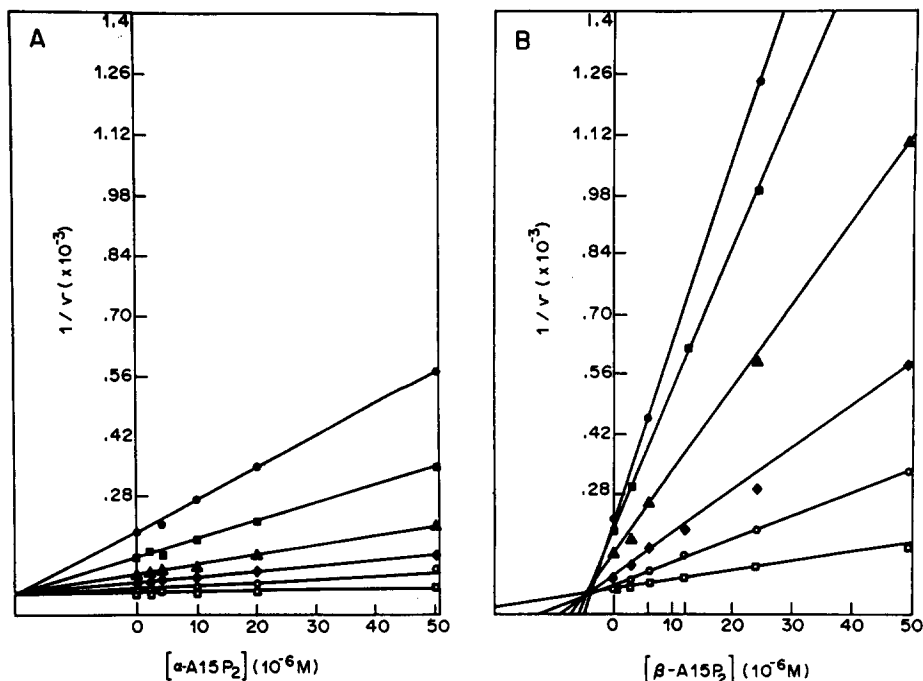 A
1.4
1.26
1.12
.98
.84
.70
.56
.42
.28
1/v (x10⁻³)
0 10 20 30 40 50
[α-A15P₂] (10⁻⁶M)
B
1.4
1.26
1.12
.98
.84
.70
.56
.42
.28
1/v (x10⁻³)
0 10 20 30 40 50
[β-A15P₂] (10⁻⁶M)